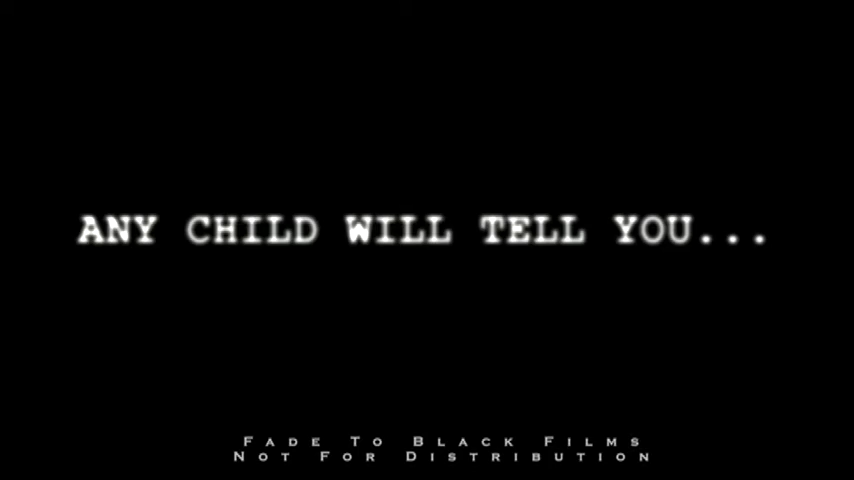 ANY CHILD WILL TELL YOU...
FADE TO BLACK FILMS
NOT FOR DISTRIBUTION